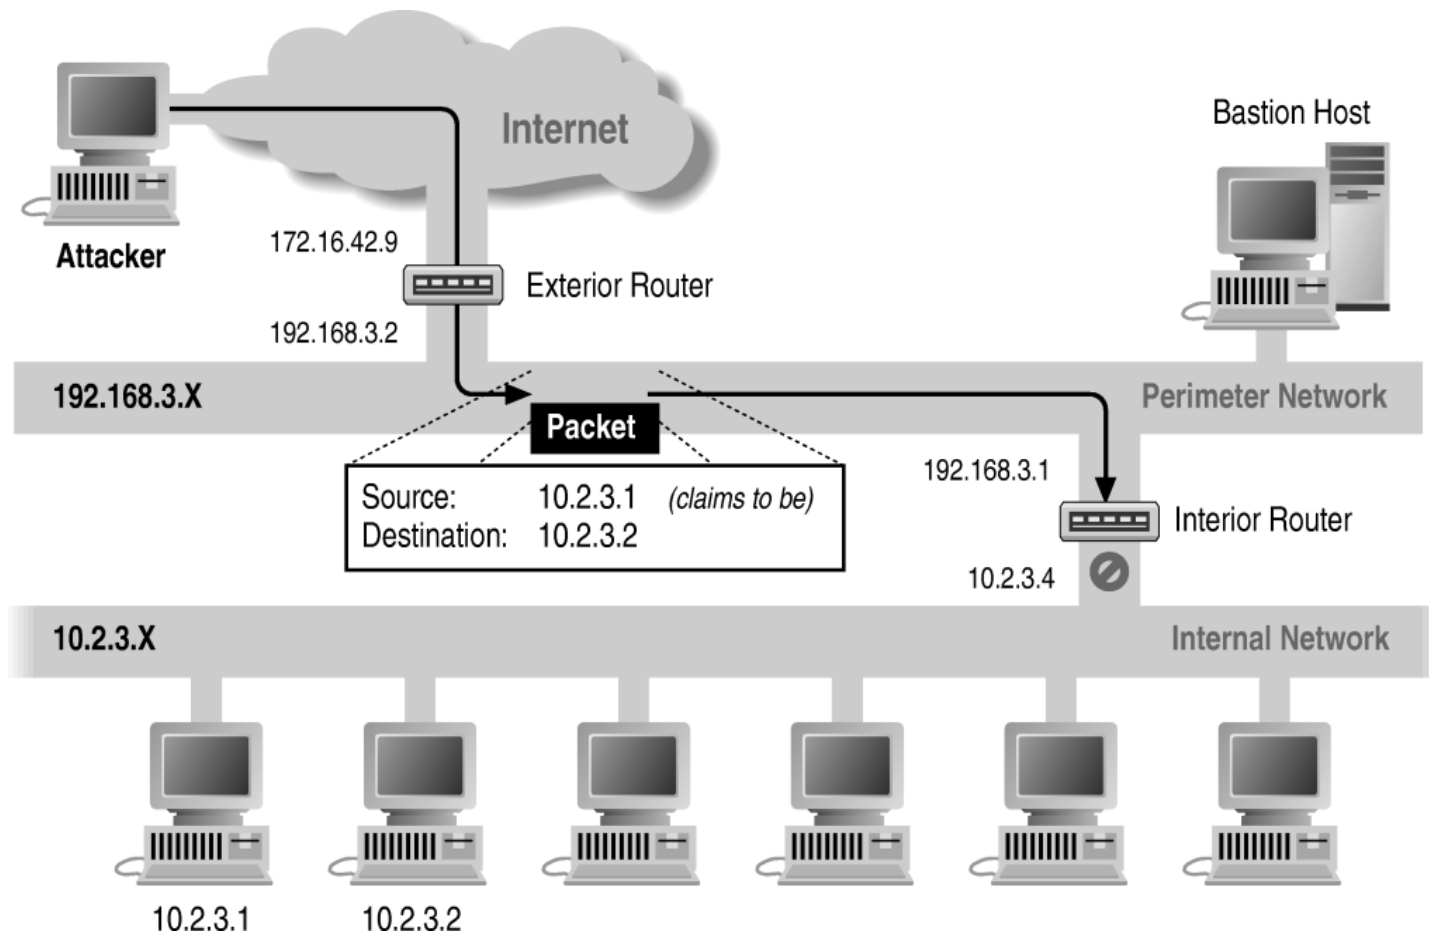 Internet
Bastion Host
Attacker
172.16.42.9
Exterior Router
192.168.3.2
192.168.3.X
Perimeter Network
Packet
Source: 10.2.3.1 (claims to be)
Destination: 10.2.3.2
192.168.3.1
Interior Router
10.2.3.4
10.2.3.X
Internal Network
10.2.3.1
10.2.3.2